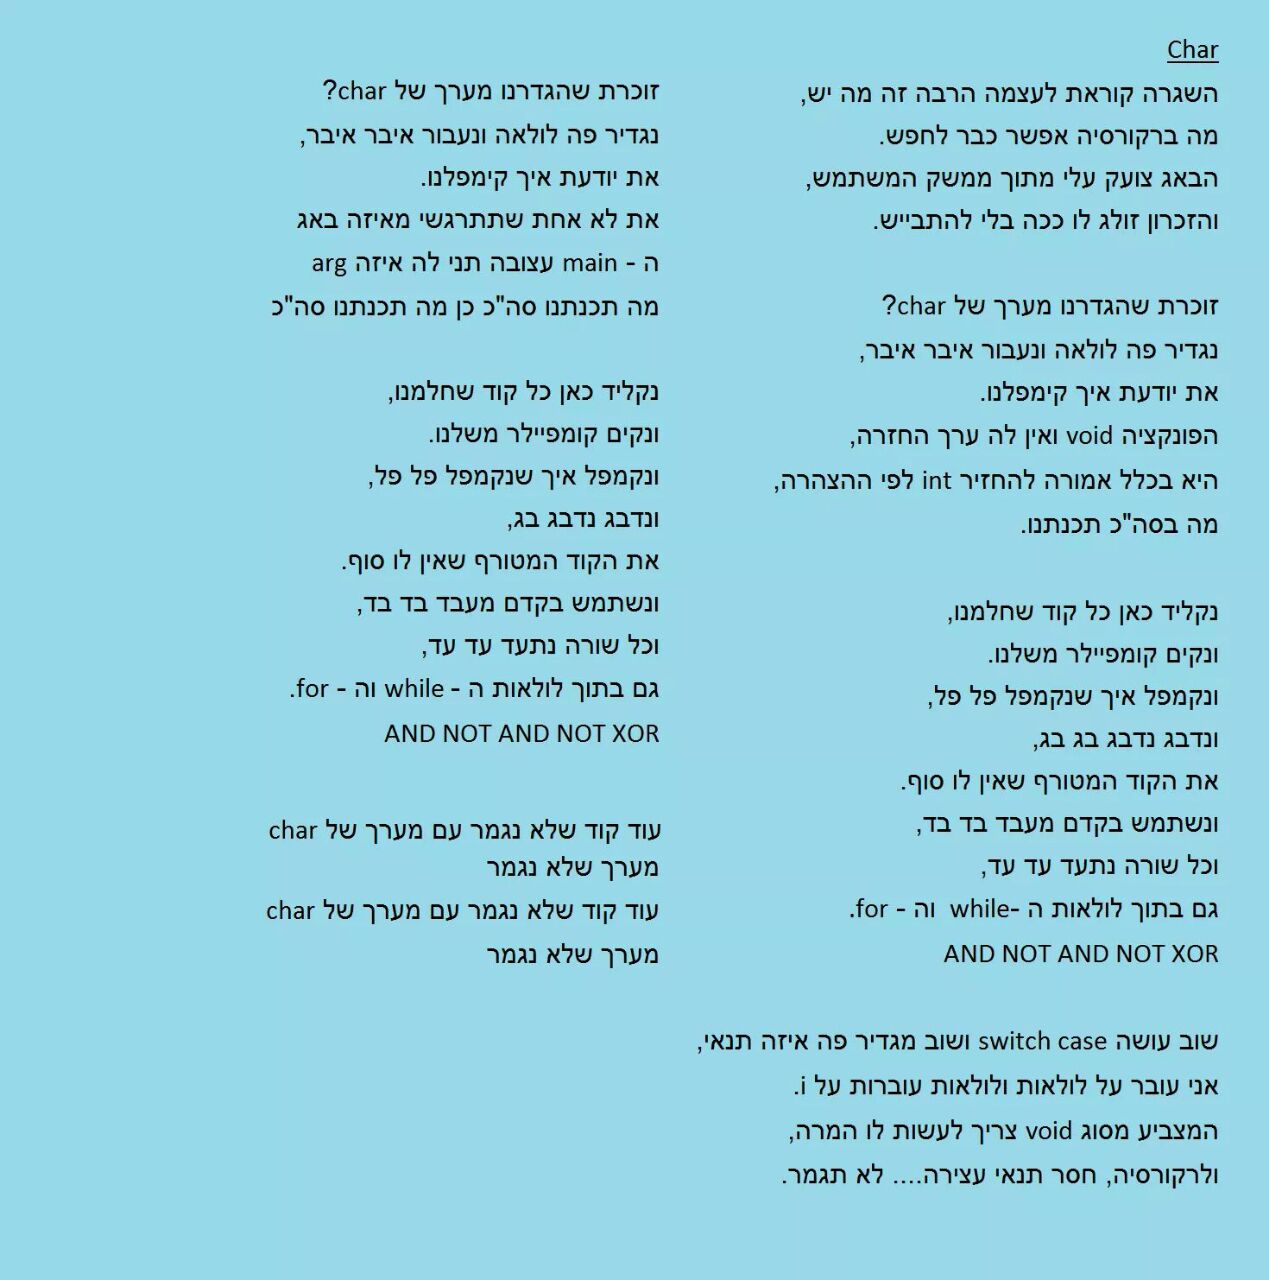 Char
השגרה קוראת לעצמה הרבה זה מה יש,
מה ברקורסיה אפשר כבר לחפש.
הבאג צועק עלי מתוך ממשק המשתמש,
והזכרון זולג לו ככה בלי להתבייש.
זוכרת שהגדרנו מערך של char?
נגדיר פה לולאה ונעבור איבר איבר,
את יודעת איך קימפלנו.
הפונקציה void ואין לה ערך החזרה,
היא בכלל אמורה להחזיר int לפי ההצהרה,
מה בסה"כ תכנתנו.
נקליד כאן כל קוד שחלמנו,
ונקים קומפיילר משלנו.
ונקמפל איך שנקמפל פל פל,
ונדבג נדבג בג בג,
את הקוד המטורף שאין לו סוף.
ונשתמש בקדם מעבד בד בד,
וכל שורה נתעד עד עד,
גם בתוך לולאות ה -while וה - for.
AND NOT AND NOT XOR
שוב עושה switch case ושוב מגדיר פה איזה תנאי,
אני עובר על לולאות ולולאות עוברות על i.
המצביע מסוג void צריך לעשות לו המרה,
ולרקורסיה, חסר תנאי עצירה.... לא תגמר.
זוכרת שהגדרנו מערך של char?
נגדיר פה לולאה ונעבור איבר איבר,
את יודעת איך קימפלנו.
את לא אחת שתתרגשי מאיזה באג
ה - main עצובה תני לה איזה arg
מה תכנתנו סה"כ כן מה תכנתנו סה"כ
נקליד כאן כל קוד שחלמנו,
ונקים קומפיילר משלנו.
ונקמפל איך שנקמפל פל פל,
ונדבג נדבג בג,
את הקוד המטורף שאין לו סוף.
ונשתמש בקדם מעבד בד בד,
וכל שורה נתעד עד עד,
גם בתוך לולאות ה - while וה - for.
AND NOT AND NOT XOR
עוד קוד שלא נגמר עם מערך של char
מערך שלא נגמר
עוד קוד שלא נגמר עם מערך של char
מערך שלא נגמר